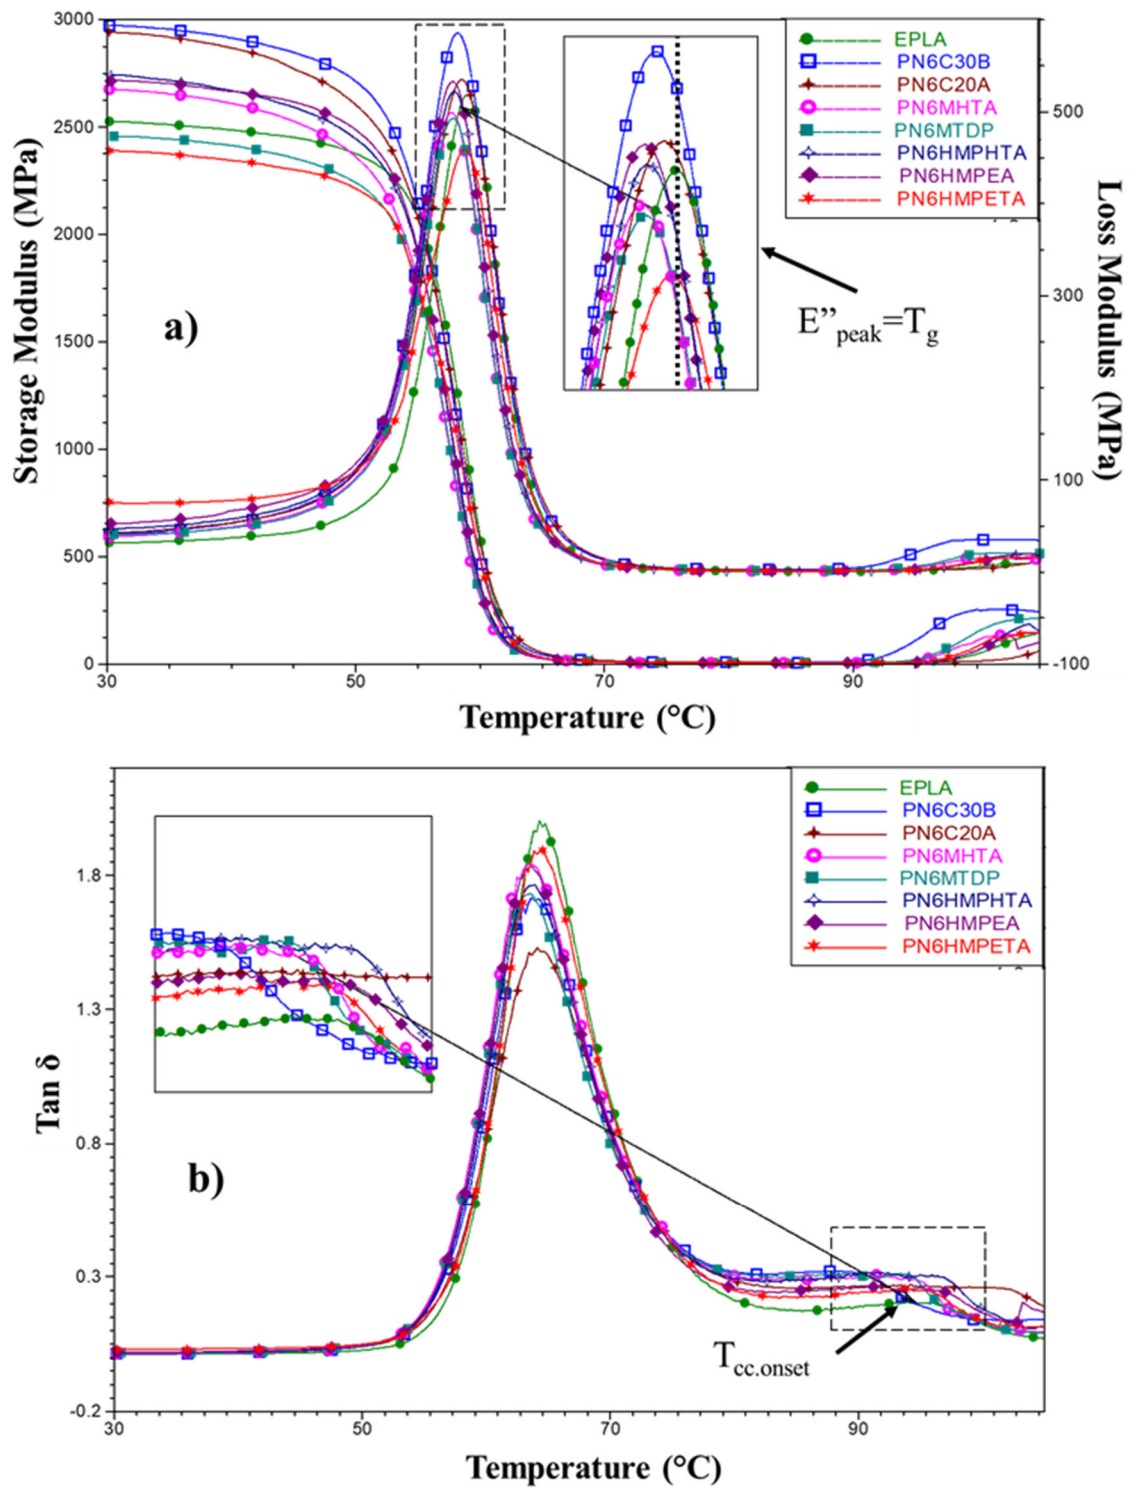 a)
3000
2500
2000
1500
1000
500
0
Storage Modulus (MPa)
EPLA
PN6C30B
PN6C20A
PN6MHTA
PN6MTDP
PN6HMPHTA
PN6HMPEA
PN6HMPETA
E”peak=Tg
500
300
100
-100
Loss Modulus (MPa)
30
50
70
90
Temperature (°C)
EPLA
PN6C30B
PN6C20A
PN6MHTA
PN6MTDP
PN6HMPHTA
PN6HMPEA
PN6HMPETA
1.8
1.3
0.8
0.3
-0.2
Tan δ
b)
Tcc.onset
30
50
70
90
Temperature (°C)